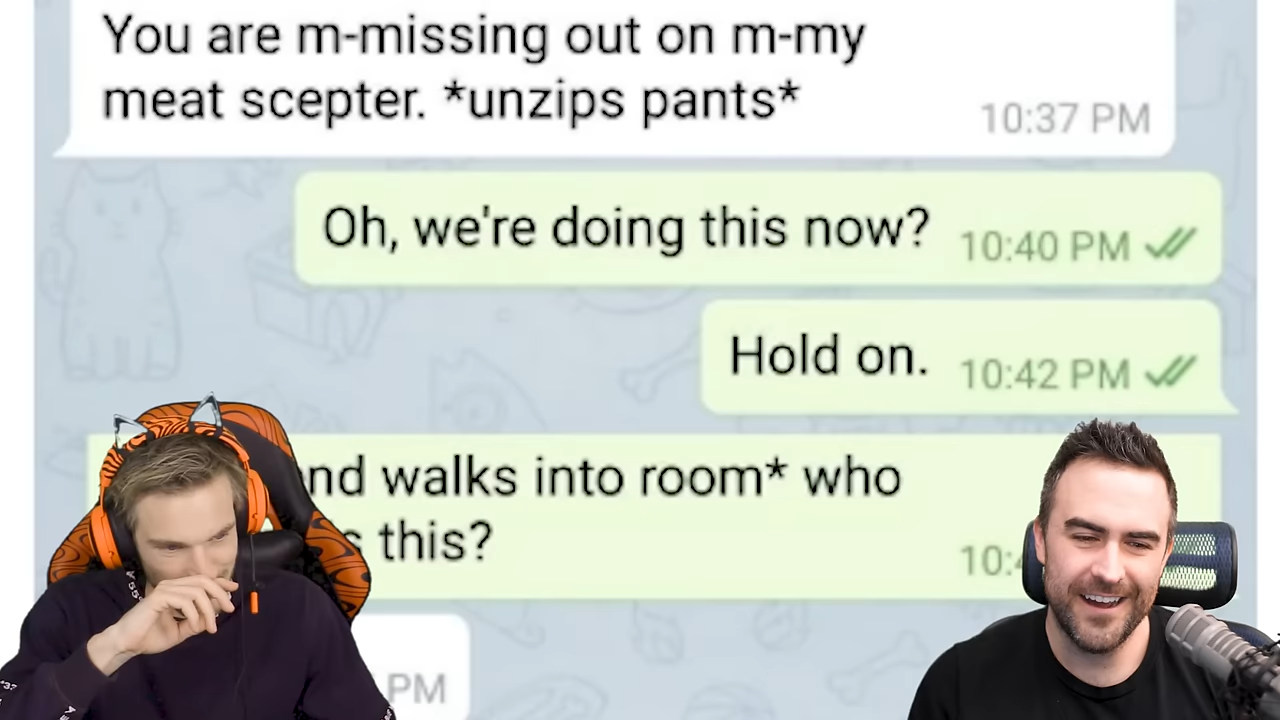 You are m-missing out on m-my
meat scepter. *unzips pants*
10:37 PM
Oh, we're doing this now?
10:40 PM
Hold on.
10:42 PM
walks into room* who
this?
PM